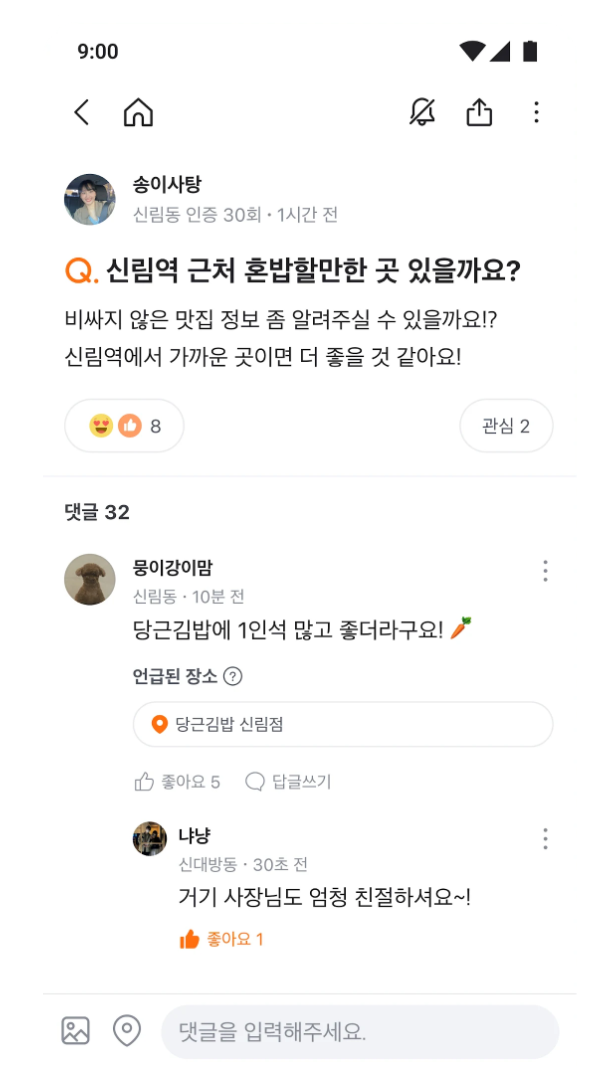 9:00
송이사탕
신림동 인증 30회 · 1시간 전
Q. 신림역 근처 혼밥할만한 곳 있을까요?
비싸지 않은 맛집 정보 좀 알려주실 수 있을까요!?
신림역에서 가까운 곳이면 더 좋을 것 같아요!
8
관심 2
댓글 32
뭉이강이맘
신림동 · 10분 전
당근김밥에 1인석 많고 좋더라구요! 🥕
언급된 장소 ?
당근김밥 신림점
좋아요 5 답글쓰기
냐냥
신대방동 · 30초 전
거기 사장님도 엄청 친절하셔요~!
좋아요 1
댓글을 입력해주세요.